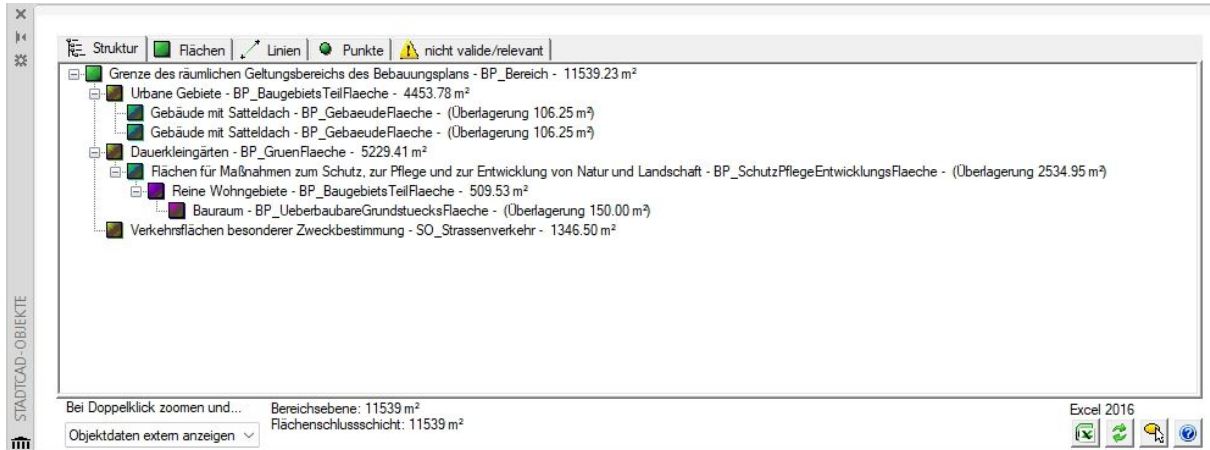 Struktur Flächen Linien Punkte nicht valide/relevant
Grenze des räumlichen Geltungsbereichs des Bebauungsplans - BP_Bereich - 11539.23 m²
Urbane Gebiete - BP_BaugebietsTeilFlaeche - 4453.78 m²
Gebäude mit Satteldach - BP_GebaeudeFlaeche - (Überlagerung 106.25 m²)
Gebäude mit Satteldach - BP_GebaeudeFlaeche - (Überlagerung 106.25 m²)
Dauerkleingärten - BP_GruenFlaeche - 5229.41 m²
Flächen für Maßnahmen zum Schutz, zur Pflege und zur Entwicklung von Natur und Landschaft - BP_SchutzPflegeEntwicklungsFlaeche - (Überlagerung 2534.95 m²)
Reine Wohngebiete - BP_BaugebietsTeilFlaeche - 509.53 m²
Bauraum - BP_UeberbaubareGrundstuecksFlaeche - (Überlagerung 150.00 m²)
Verkehrsflächen besonderer Zweckbestimmung - SO_Strassenverkehr - 1346.50 m²
STADTCAD-OBJEKTE
Bei Doppelklick zoomen und...
Objektdaten extern anzeigen
Bereichsebene: 11539 m²
Flächenschlussschicht: 11539 m²
Excel 2016